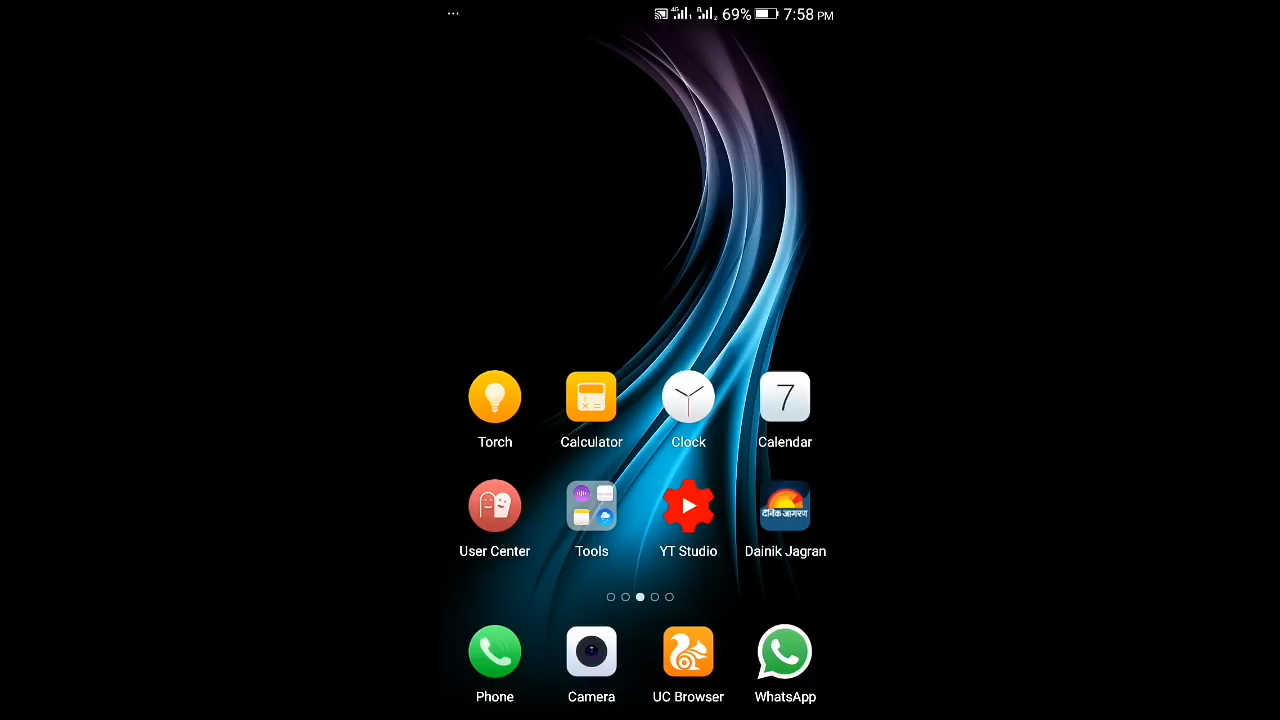 69% 7:58 PM
7
Torch Calculator Clock Calendar
दैनिक जागरण
User Center Tools YT Studio Dainik Jagran
Phone Camera UC Browser WhatsApp